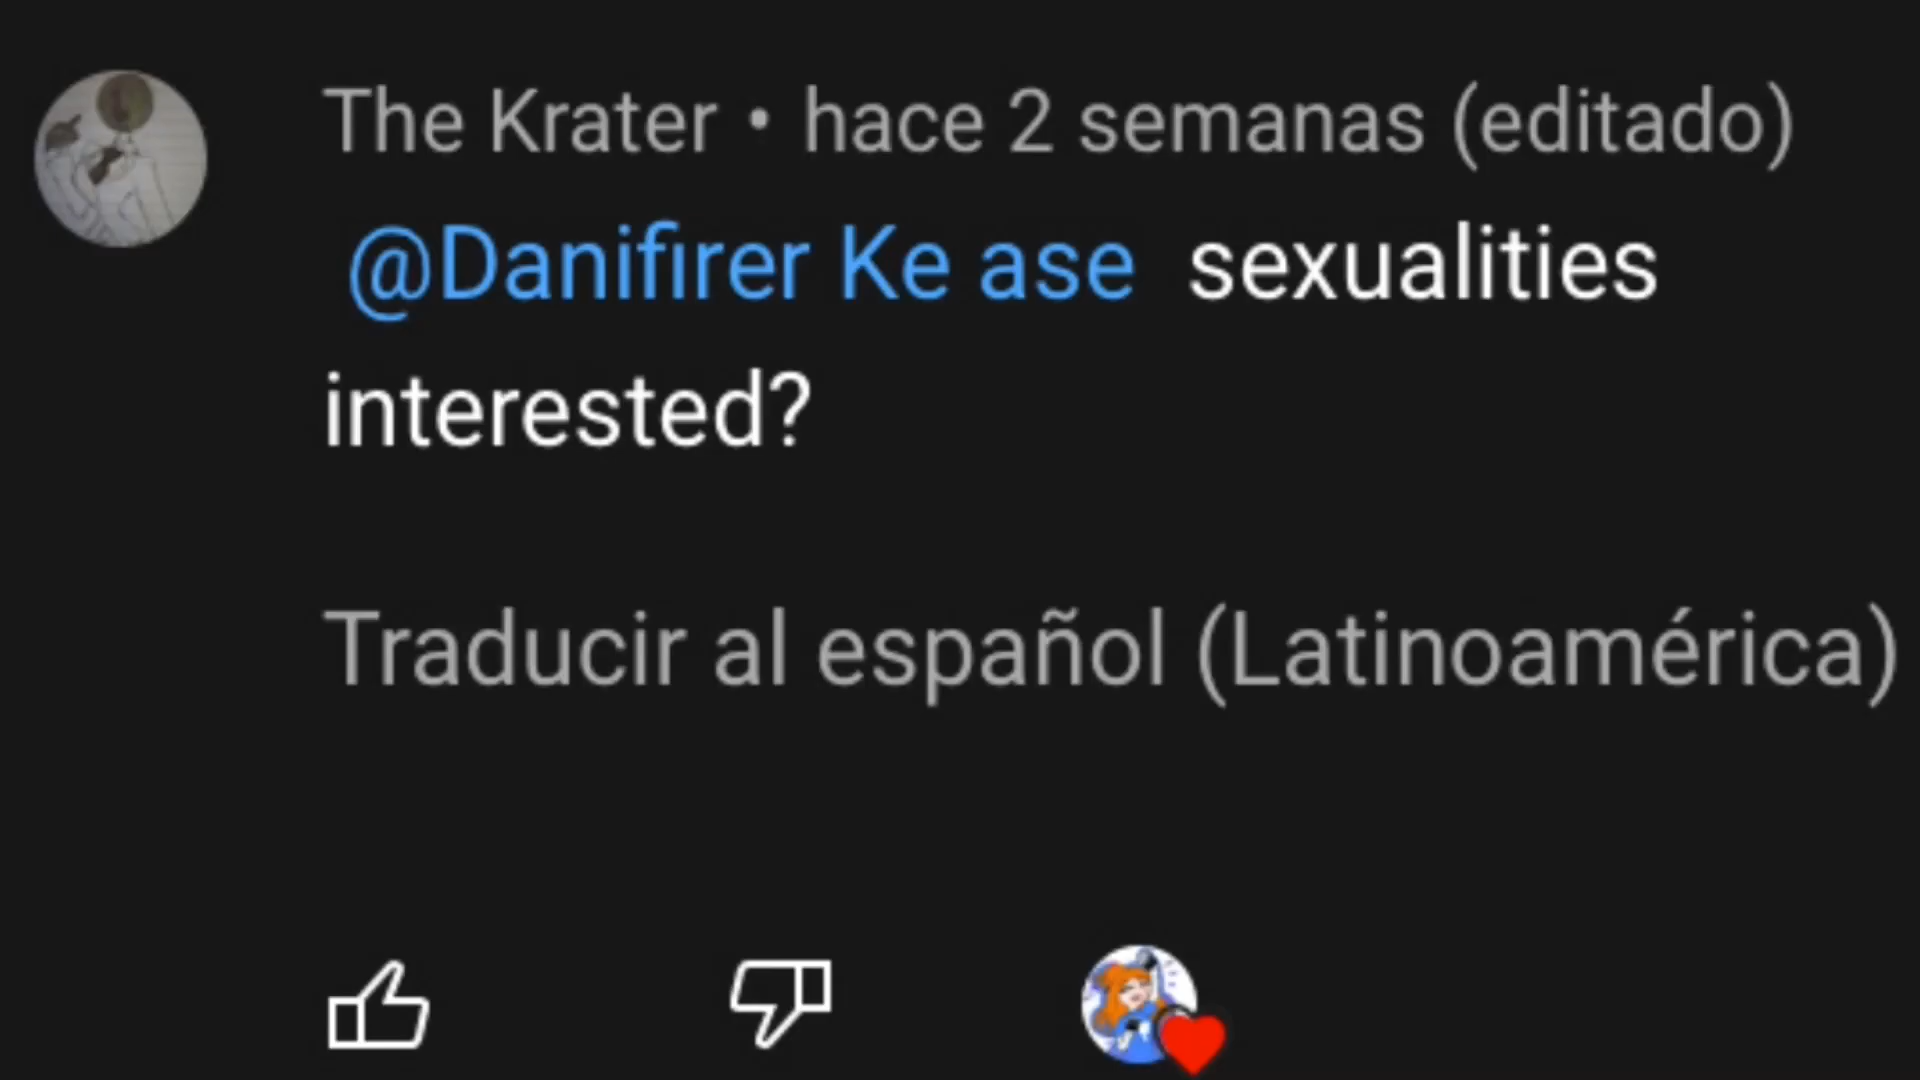 The Krater • hace 2 semanas (editado)
@Danifirer Ke ase sexualities
interested?
Traducir al español (Latinoamérica)